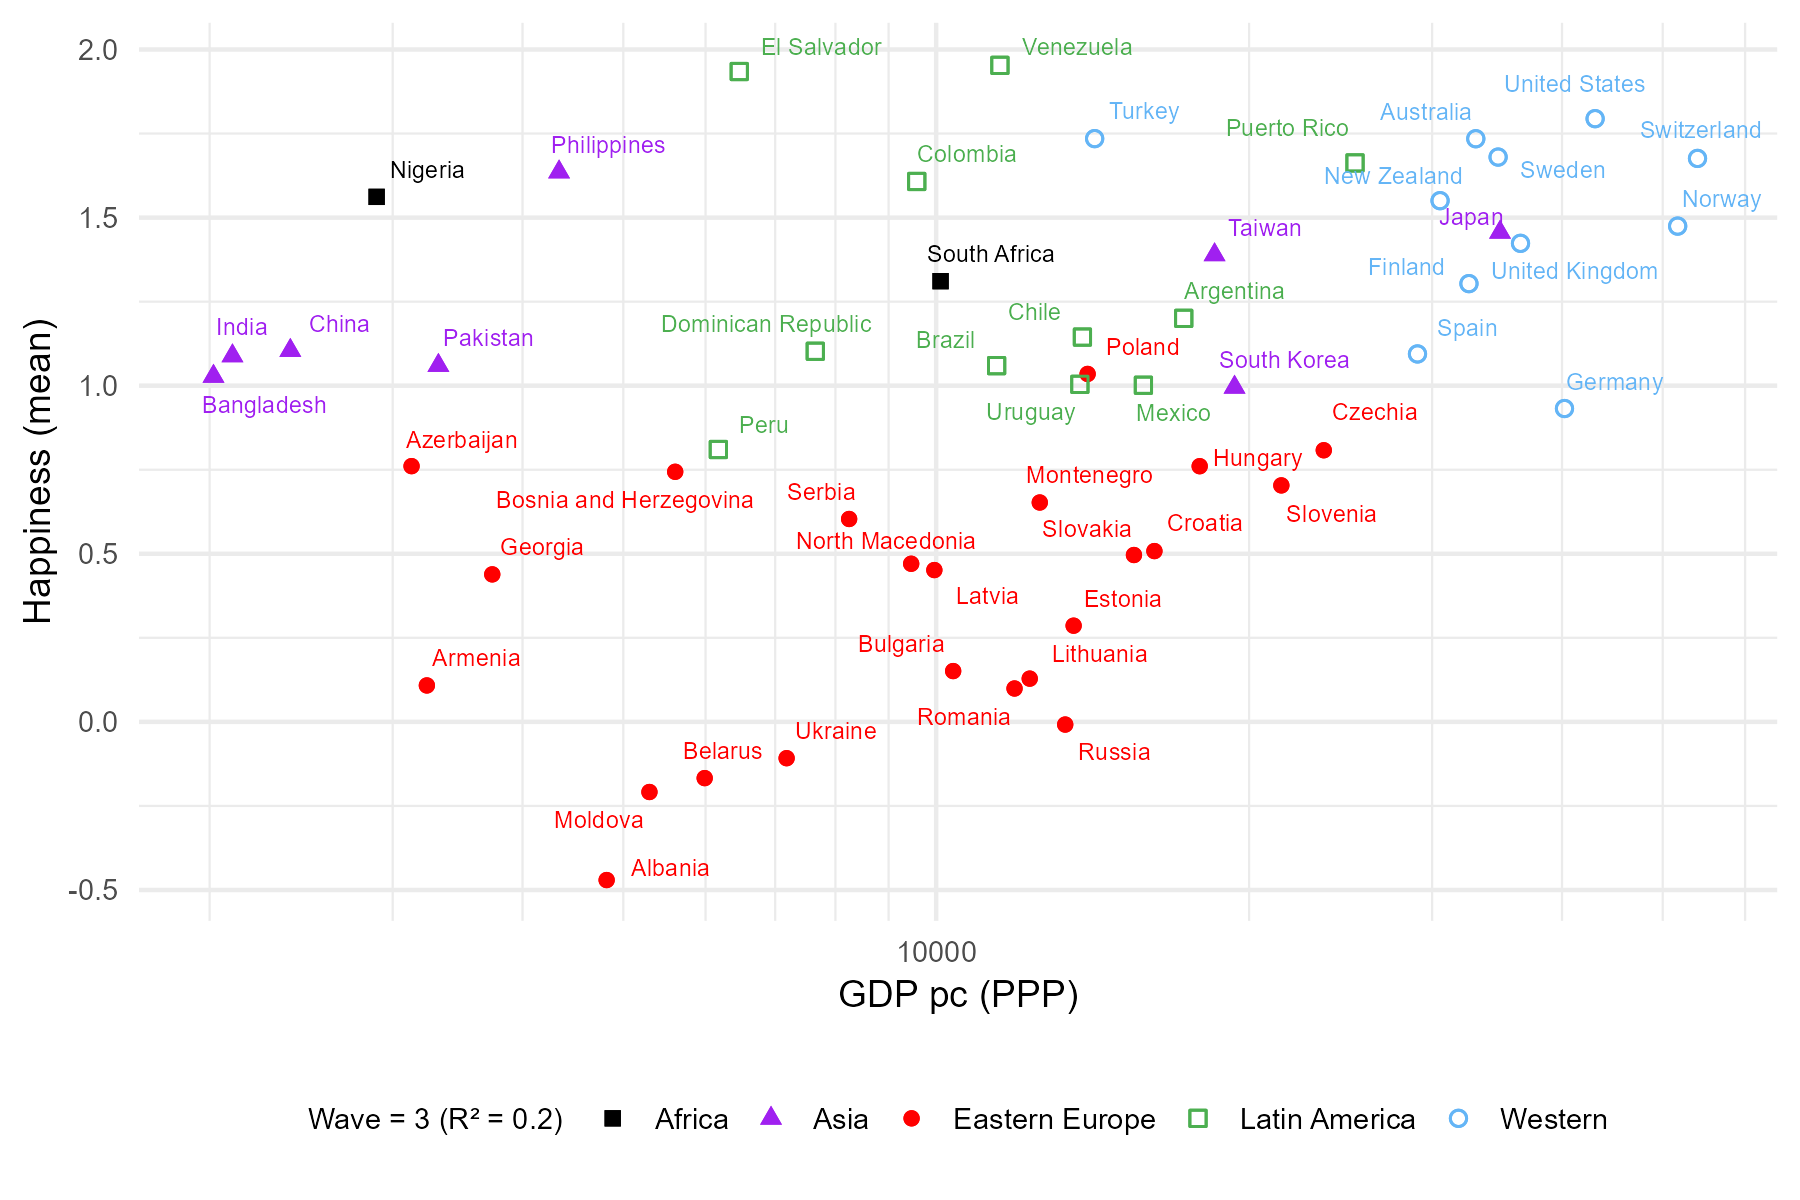 2.0
1.5
1.0
0.5
0.0
-0.5
Happiness (mean)
El Salvador
Venezuela
United States
Turkey
Australia
Puerto Rico
Switzerland
Philippines
Colombia
Nigeria
New Zealand
Sweden
Norway
Japan
Taiwan
South Africa
Finland
United Kingdom
Argentina
Chile
India
China
Dominican Republic
Spain
Pakistan
Brazil
Poland
South Korea
Germany
Bangladesh
Uruguay
Mexico
Czechia
Peru
Azerbaijan
Hungary
Montenegro
Serbia
Bosnia and Herzegovina
Slovenia
Croatia
Slovakia
North Macedonia
Georgia
Latvia
Estonia
Bulgaria
Lithuania
Armenia
Romania
Ukraine
Russia
Belarus
Moldova
Albania
10000
GDP pc (PPP)
Wave = 3 (R² = 0.2) Africa Asia Eastern Europe Latin America Western